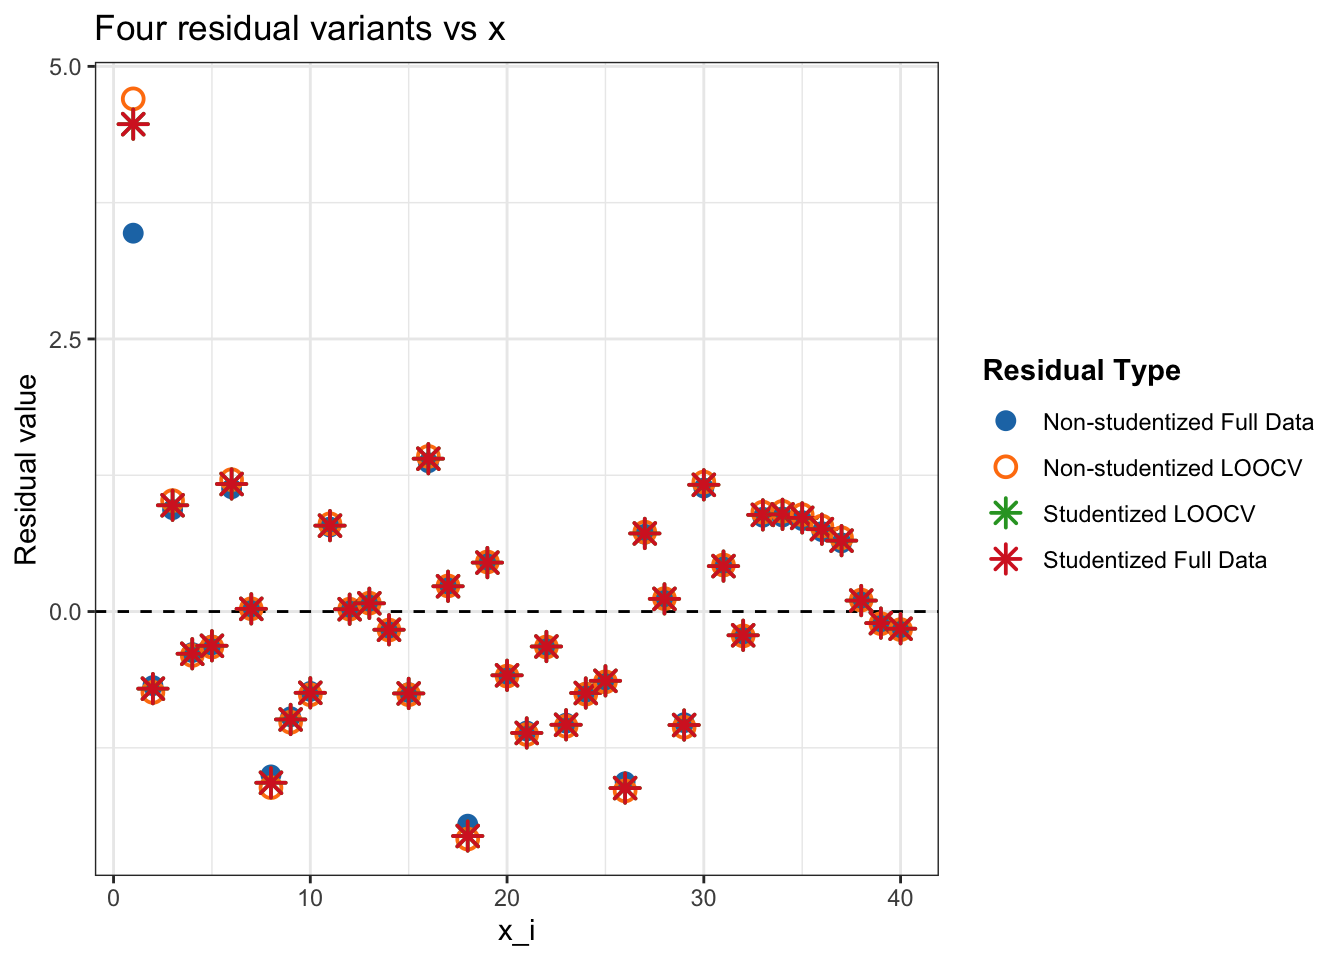 Four residual variants vs x
5.0
2.5
0.0
Residual value
0
10
20
30
40
x_i
Residual Type
Non-studentized Full Data
Non-studentized LOOCV
Studentized LOOCV
Studentized Full Data